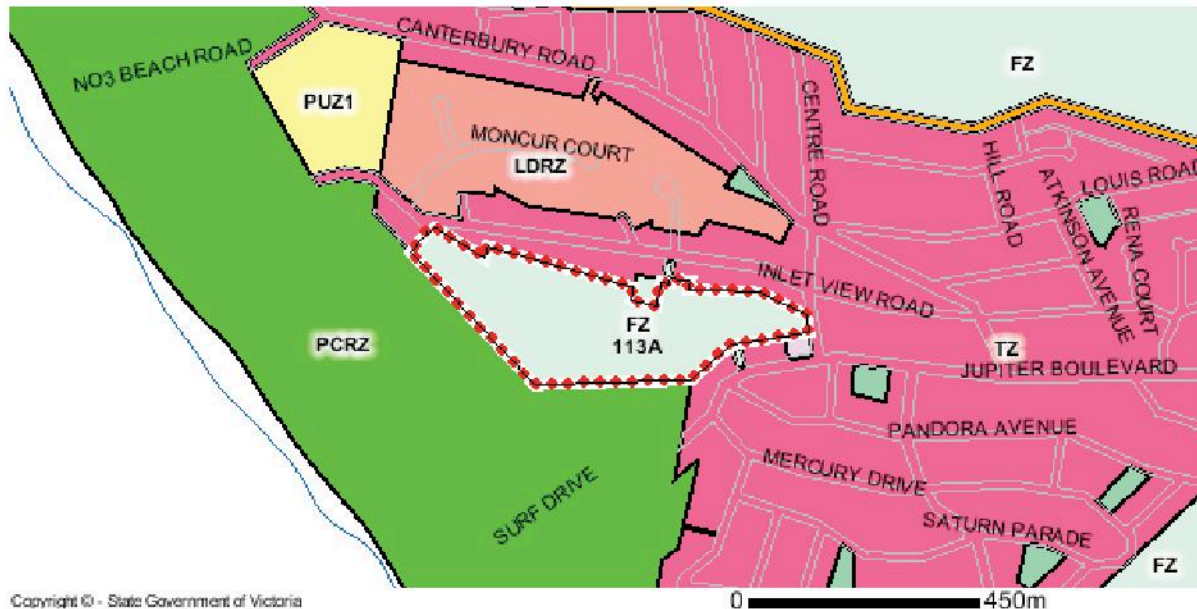 NO3 BEACH ROAD
CANTERBURY ROAD
FZ
PUZ1
MONCUR COURT
LDRZ
CENTRE ROAD
HILL ROAD
ATKINSON AVENUE
LOUIS ROAD
RENA COURT
INLET VIEW ROAD
FZ
113A
PCRZ
TZ
JUPITER BOULEVARD
PANDORA AVENUE
MERCURY DRIVE
SURF DRIVE
SATURN PARADE
FZ
Copyright © - State Government of Victoria
0 450m